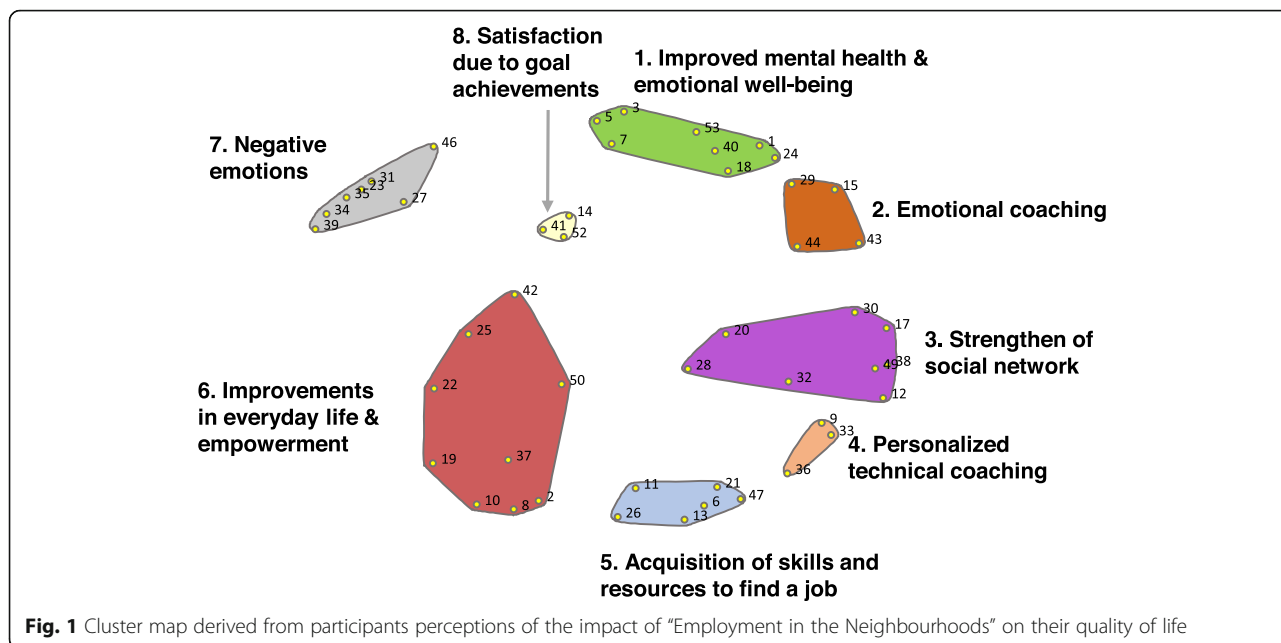 8. Satisfaction
due to goal
achievements
1. Improved mental health &
emotional well-being
7. Negative
emotions
2. Emotional coaching
3. Strengthen of
social network
6. Improvements
in everyday life &
empowerment
4. Personalized
technical coaching
5. Acquisition of skills and
resources to find a job
3
5
53
7
40
1
24
18
46
31
23
35
27
34
39
29
15
44
43
14
41
52
42
25
22
50
19
37
10
8
2
30
17
20
28
32
49
38
12
9
33
36
11
21
47
6
26
13
Fig. 1 Cluster map derived from participants perceptions of the impact of “Employment in the Neighbourhoods” on their quality of life